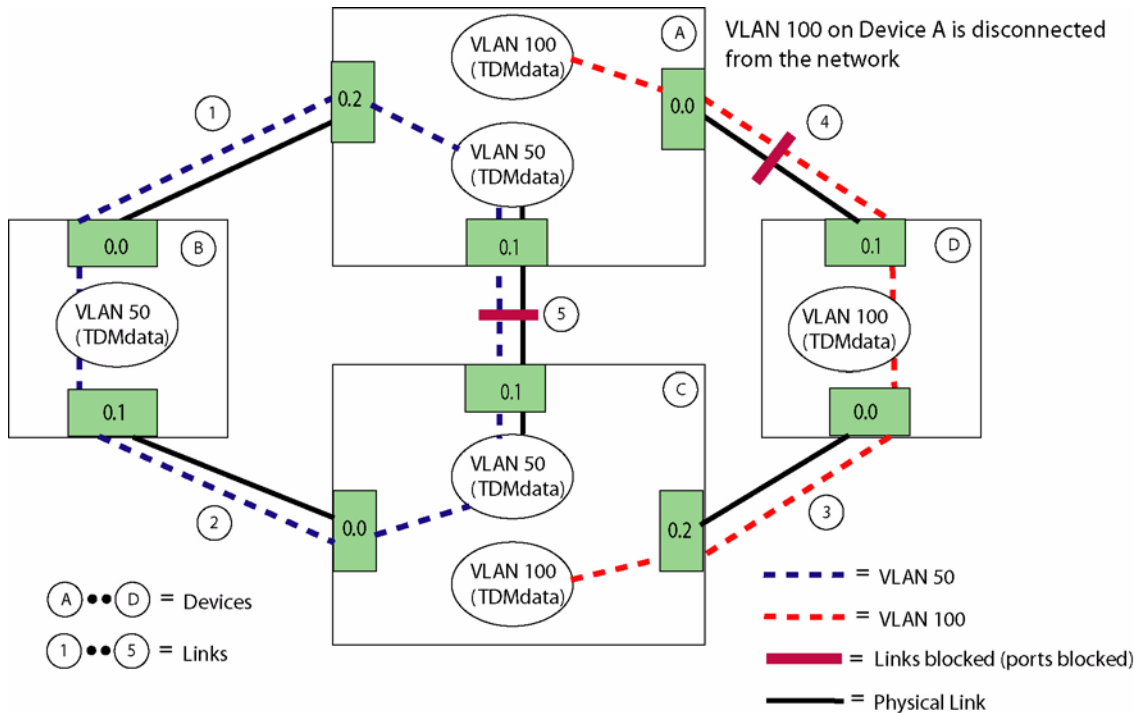 VLAN 100
(TDMdata)
A
VLAN 100 on Device A is disconnected
from the network
0.2
0.0
1
4
VLAN 50
(TDMdata)
0.0
B
0.1
0.1
D
VLAN 50
(TDMdata)
5
VLAN 100
(TDMdata)
0.1
C
0.1
0.0
VLAN 50
(TDMdata)
2
0.0
0.2
3
VLAN 100
(TDMdata)
A •• D = Devices
1 •• 5 = Links
= VLAN 50
= VLAN 100
= Links blocked (ports blocked)
= Physical Link